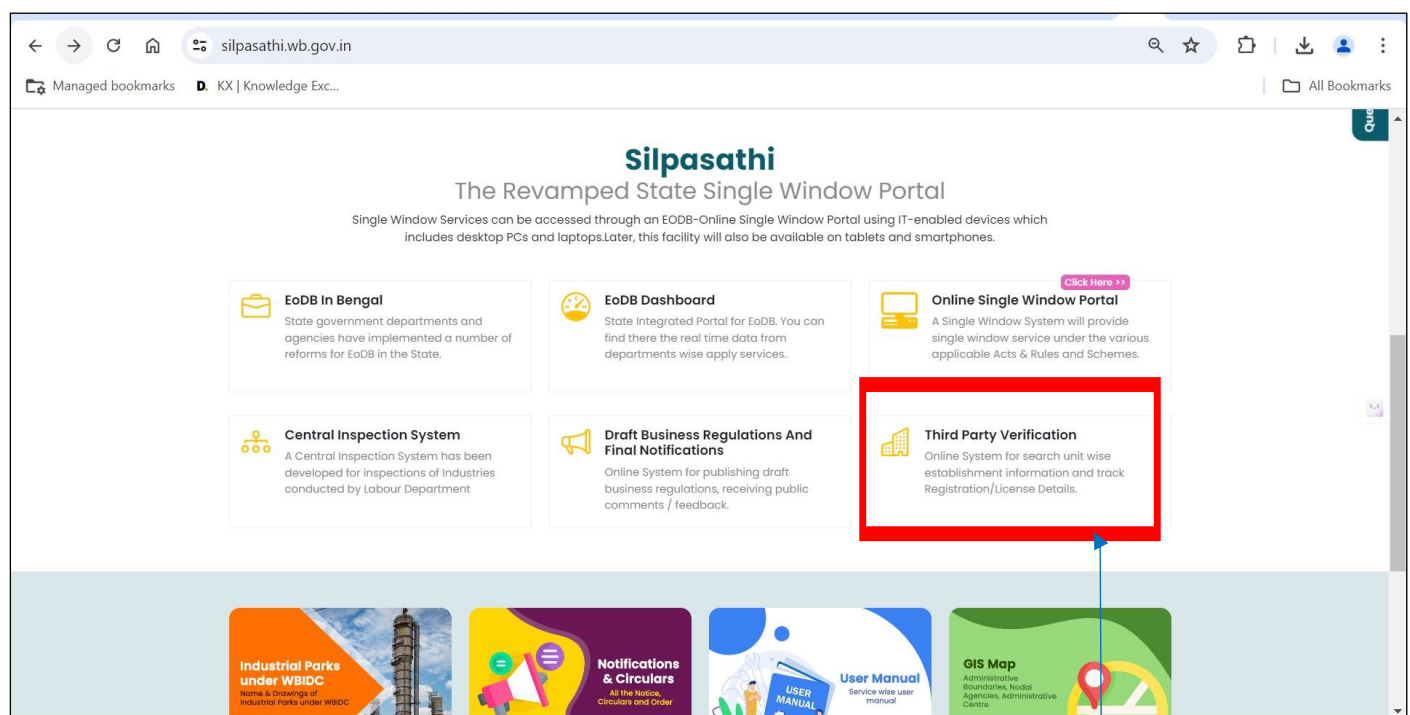 silpasathi.wb.gov.in
Managed bookmarks
D. KX | Knowledge Exc...
All Bookmarks
Que
Silpasathi
The Revamped State Single Window Portal
Single Window Services can be accessed through an EODB-Online Single Window Portal using IT-enabled devices which
includes desktop PCs and laptops.Later, this facility will also be available on tablets and smartphones.
EoDB In Bengal
State government departments and
agencies have implemented a number of
reforms for EoDB in the State.
EoDB Dashboard
State Integrated Portal for EoDB. You can
find there the real time data from
departments wise apply services.
Click Here >>
Online Single Window Portal
A Single Window System will provide
single window service under the various
applicable Acts & Rules and Schemes.
Central Inspection System
A Central Inspection System has been
developed for inspections of Industries
conducted by Labour Department
Draft Business Regulations And
Final Notifications
Online System for publishing draft
business regulations, receiving public
comments / feedback.
Third Party Verification
Online System for search unit wise
establishment information and track
Registration/License Details.
Industrial Parks
under WBIDC
Name & Drawings of
Industrial Parks under WBIDC
Notifications
& Circulars
All the Notice,
Circulars and Order
USER
MANUAL
User Manual
Service wise user
manual
GIS Map
Administrative
Boundaries, Nodal
Agencies, Administrative
Centre